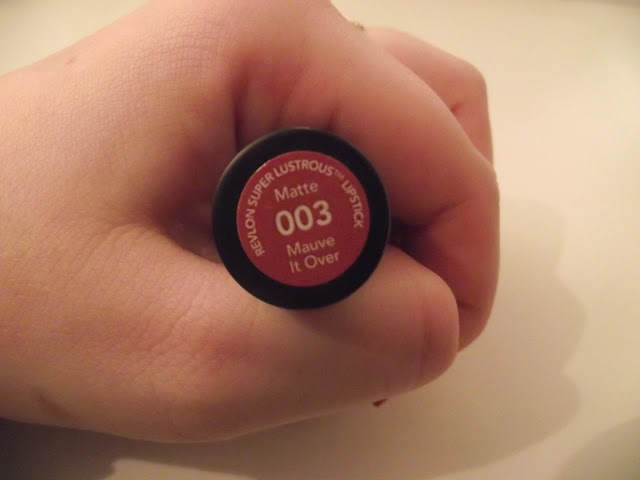 REVLON SUPER LUSTROUS™ LIPSTICK
Matte
003
Mauve
It Over